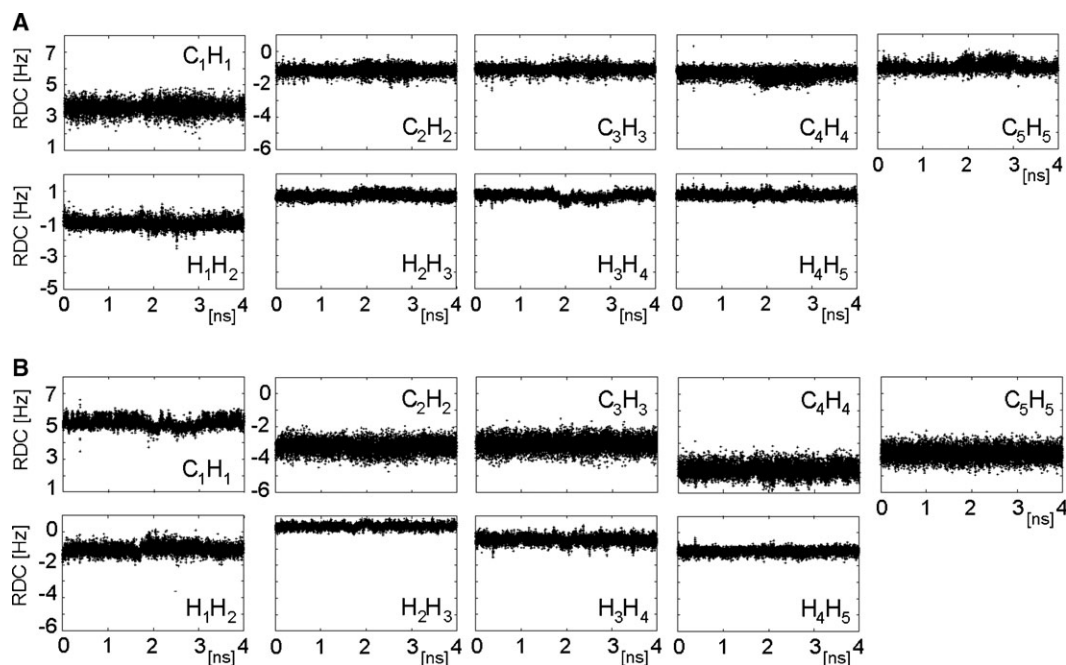 A
RDC [Hz]
7
5
3
1
C₁H₁
0
-2
-4
-6
C₂H₂
C₃H₃
C₄H₄
C₅H₅
0 1 2 3 4
[ns]
RDC [Hz]
1
-1
-3
-5
H₁H₂
H₂H₃
H₃H₄
H₄H₅
0 1 2 3 4
[ns]
0 1 2 3 4
[ns]
0 1 2 3 4
[ns]
0 1 2 3 4
[ns]
B
RDC [Hz]
7
5
3
1
C₁H₁
0
-2
-4
-6
C₂H₂
C₃H₃
C₄H₄
C₅H₅
0 1 2 3 4
[ns]
RDC [Hz]
0
-2
-4
-6
H₁H₂
H₂H₃
H₃H₄
H₄H₅
0 1 2 3 4
[ns]
0 1 2 3 4
[ns]
0 1 2 3 4
[ns]
0 1 2 3 4
[ns]